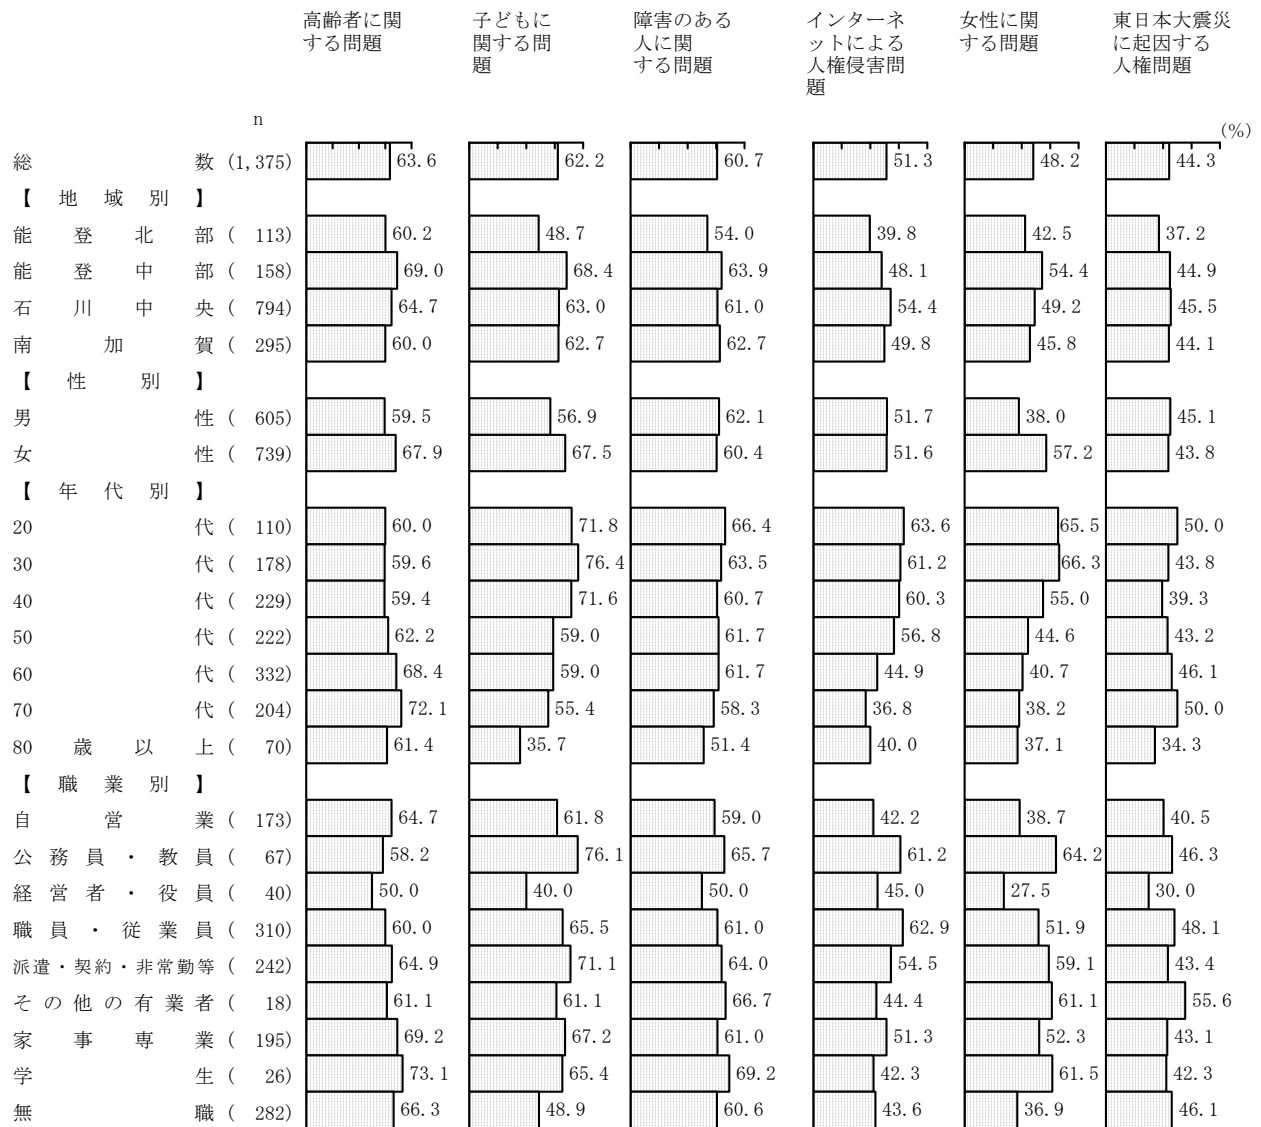 高齢者に関
する問題
子どもに
関する問
題
障害のある
人に関
する問題
インターネ
ットによる
人権侵害問
題
女性に関
する問題
東日本大震災
に起因する
人権問題
n
(%)
総数 (1,375) 63.6 62.2 60.7 51.3 48.2 44.3
【地域別】
能登北部 ( 113) 60.2 48.7 54.0 39.8 42.5 37.2
能登中部 ( 158) 69.0 68.4 63.9 48.1 54.4 44.9
石川中央 ( 794) 64.7 63.0 61.0 54.4 49.2 45.5
南加賀 ( 295) 60.0 62.7 62.7 49.8 45.8 44.1
【性別】
男性 ( 605) 59.5 56.9 62.1 51.7 38.0 45.1
女性 ( 739) 67.9 67.5 60.4 51.6 57.2 43.8
【年代別】
20代 ( 110) 60.0 71.8 66.4 63.6 65.5 50.0
30代 ( 178) 59.6 76.4 63.5 61.2 66.3 43.8
40代 ( 229) 59.4 71.6 60.7 60.3 55.0 39.3
50代 ( 222) 62.2 59.0 61.7 56.8 44.6 43.2
60代 ( 332) 68.4 59.0 61.7 44.9 40.7 46.1
70代 ( 204) 72.1 55.4 58.3 36.8 38.2 50.0
80歳以上 ( 70) 61.4 35.7 51.4 40.0 37.1 34.3
【職業別】
自営業 ( 173) 64.7 61.8 59.0 42.2 38.7 40.5
公務員・教員 ( 67) 58.2 76.1 65.7 61.2 64.2 46.3
経営者・役員 ( 40) 50.0 40.0 50.0 45.0 27.5 30.0
職員・従業員 ( 310) 60.0 65.5 61.0 62.9 51.9 48.1
派遣・契約・非常勤等 ( 242) 64.9 71.1 64.0 54.5 59.1 43.4
その他の有業者 ( 18) 61.1 61.1 66.7 44.4 61.1 55.6
家事専業 ( 195) 69.2 67.2 61.0 51.3 52.3 43.1
学生 ( 26) 73.1 65.4 69.2 42.3 61.5 42.3
無職 ( 282) 66.3 48.9 60.6 43.6 36.9 46.1